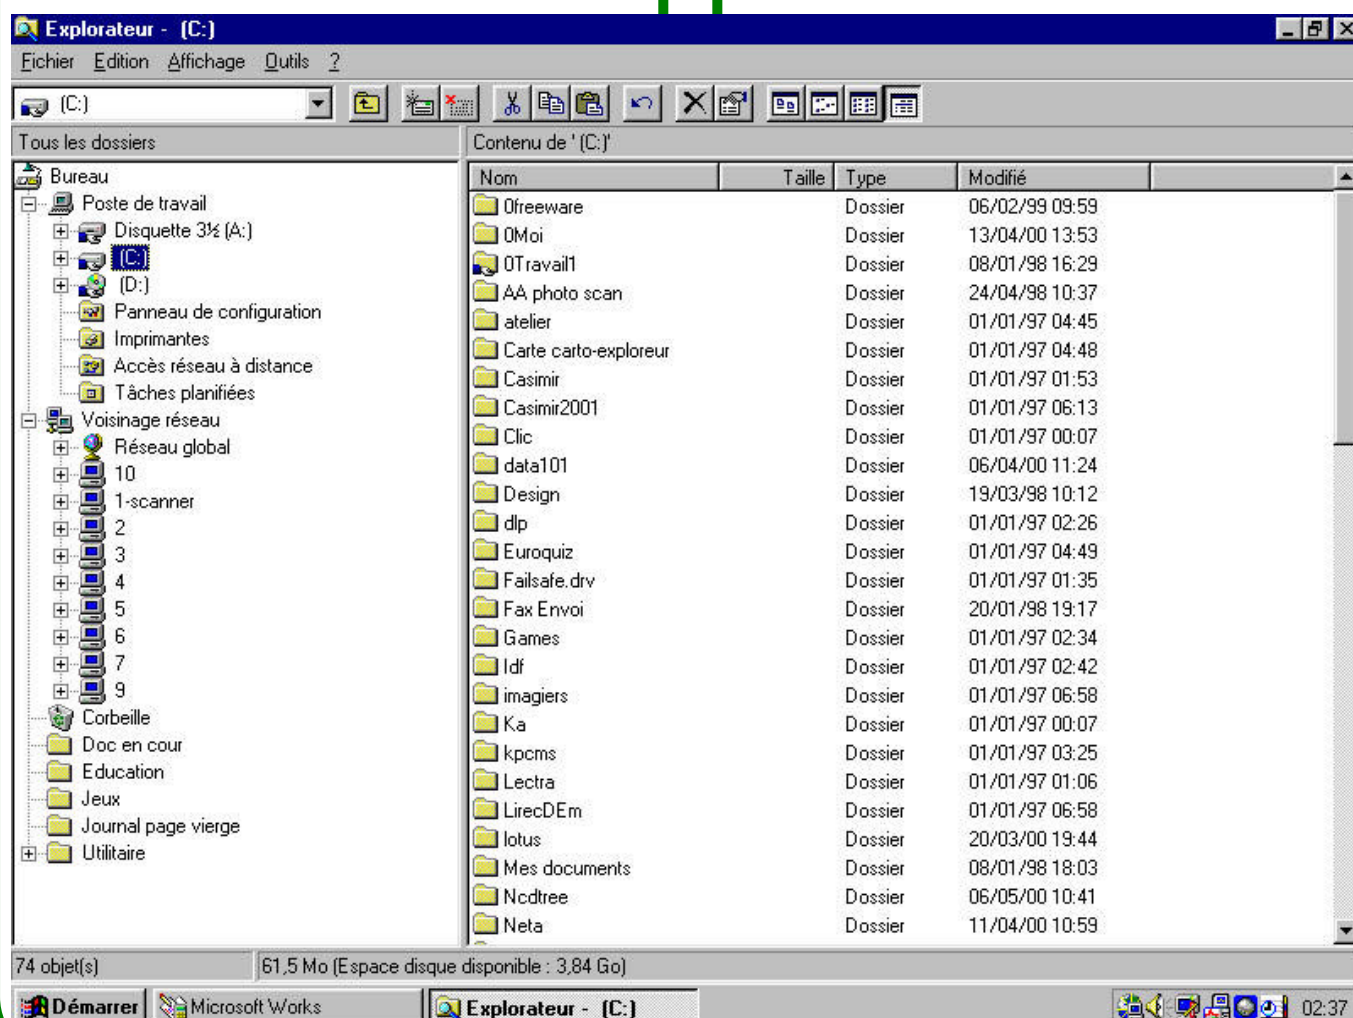 Explorateur - (C:)
Fichier Edition Affichage Outils ?
(C:)
Tous les dossiers
Contenu de ' (C:)'
Bureau
Poste de travail
Disquette 3½ (A:)
(C:)
(D:)
Panneau de configuration
Imprimantes
Accès réseau à distance
Tâches planifiées
Voisinage réseau
Réseau global
10
1-scanner
2
3
4
5
6
7
9
Corbeille
Doc en cour
Education
Jeux
Journal page vierge
Utilitaire
Nom Taille Type Modifié
0freeware Dossier 06/02/99 09:59
0Moi Dossier 13/04/00 13:53
0Travail1 Dossier 08/01/98 16:29
AA photo scan Dossier 24/04/98 10:37
atelier Dossier 01/01/97 04:45
Carte carto-exploreur Dossier 01/01/97 04:48
Casimir Dossier 01/01/97 01:53
Casimir2001 Dossier 01/01/97 06:13
Clic Dossier 01/01/97 00:07
data101 Dossier 06/04/00 11:24
Design Dossier 19/03/98 10:12
dlp Dossier 01/01/97 02:26
Euroquiz Dossier 01/01/97 04:49
Failsafe.drv Dossier 01/01/97 01:35
Fax Envoi Dossier 20/01/98 19:17
Games Dossier 01/01/97 02:34
Idf Dossier 01/01/97 02:42
imagiers Dossier 01/01/97 06:58
Ka Dossier 01/01/97 00:07
kpcms Dossier 01/01/97 03:25
Lectra Dossier 01/01/97 01:06
LirecDEm Dossier 01/01/97 06:58
lotus Dossier 20/03/00 19:44
Mes documents Dossier 08/01/98 18:03
Ncdtree Dossier 06/05/00 10:41
Neta Dossier 11/04/00 10:59
74 objet(s)
61,5 Mo (Espace disque disponible : 3,84 Go)
Démarrer
Microsoft Works
Explorateur - (C:)
02:37